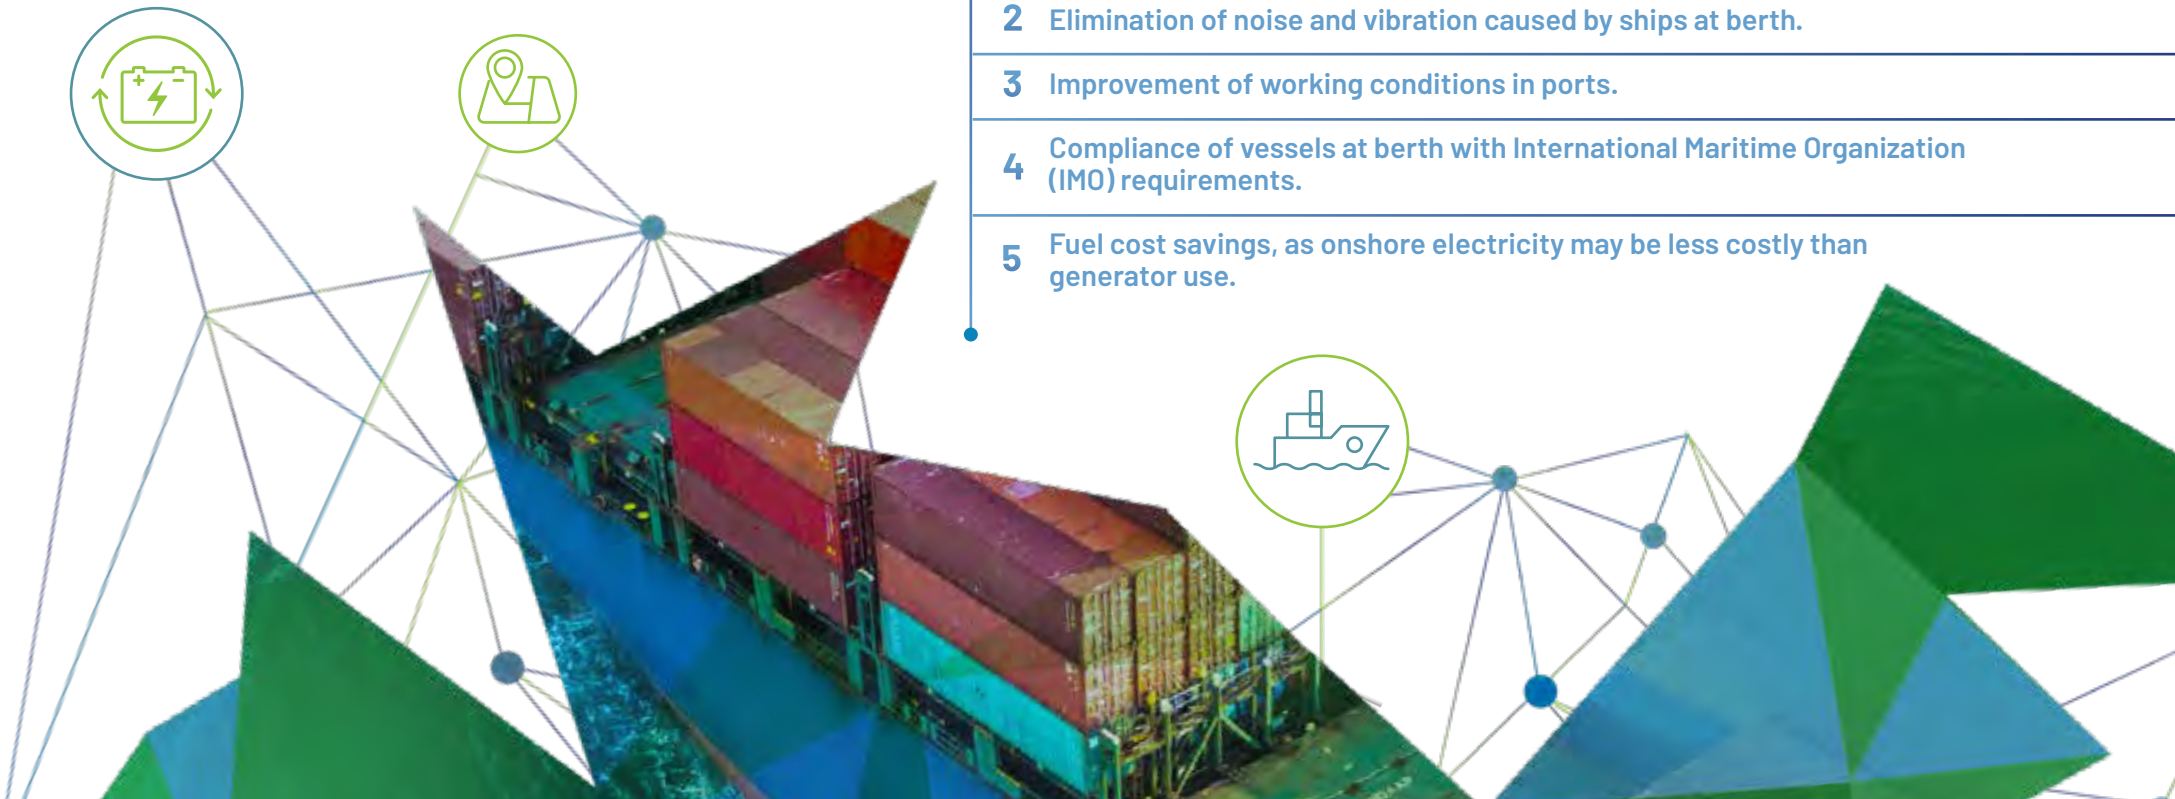 2 Elimination of noise and vibration caused by ships at berth.
3 Improvement of working conditions in ports.
4 Compliance of vessels at berth with International Maritime Organization
(IMO) requirements.
5 Fuel cost savings, as onshore electricity may be less costly than
generator use.